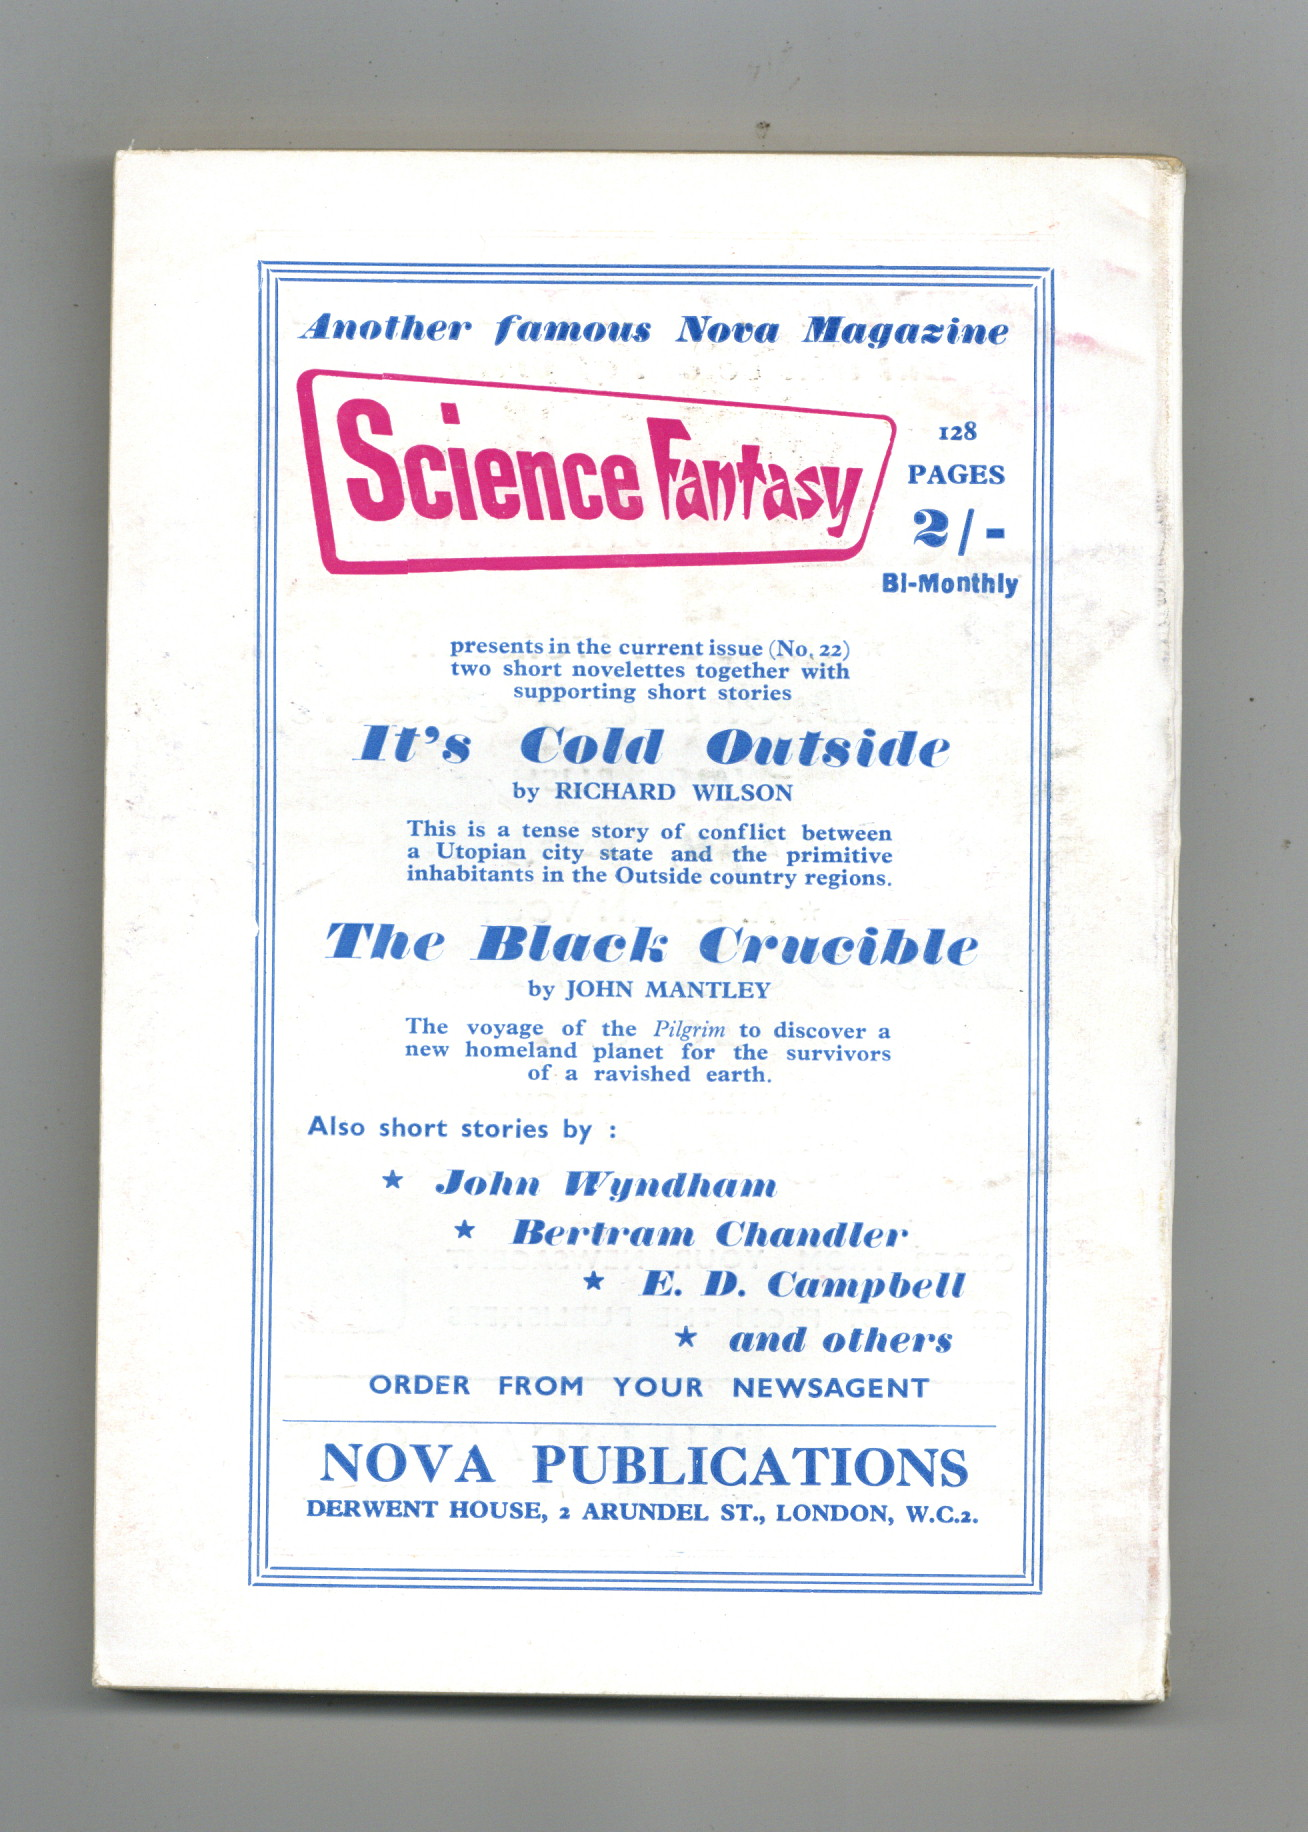 Another famous Nova Magazine
Science Fantasy
128
PAGES
2/-
Bi-Monthly
presents in the current issue (No. 22)
two short novelettes together with
supporting short stories
It's Cold Outside
by RICHARD WILSON
This is a tense story of conflict between
a Utopian city state and the primitive
inhabitants in the Outside country regions.
The Black Crucible
by JOHN MANTLEY
The voyage of the Pilgrim to discover a
new homeland planet for the survivors
of a ravished earth.
Also short stories by :
★ John Wyndham
★ Bertram Chandler
★ E. D. Campbell
★ and others
ORDER FROM YOUR NEWSAGENT
NOVA PUBLICATIONS
DERWENT HOUSE, 2 ARUNDEL ST., LONDON, W.C.2.